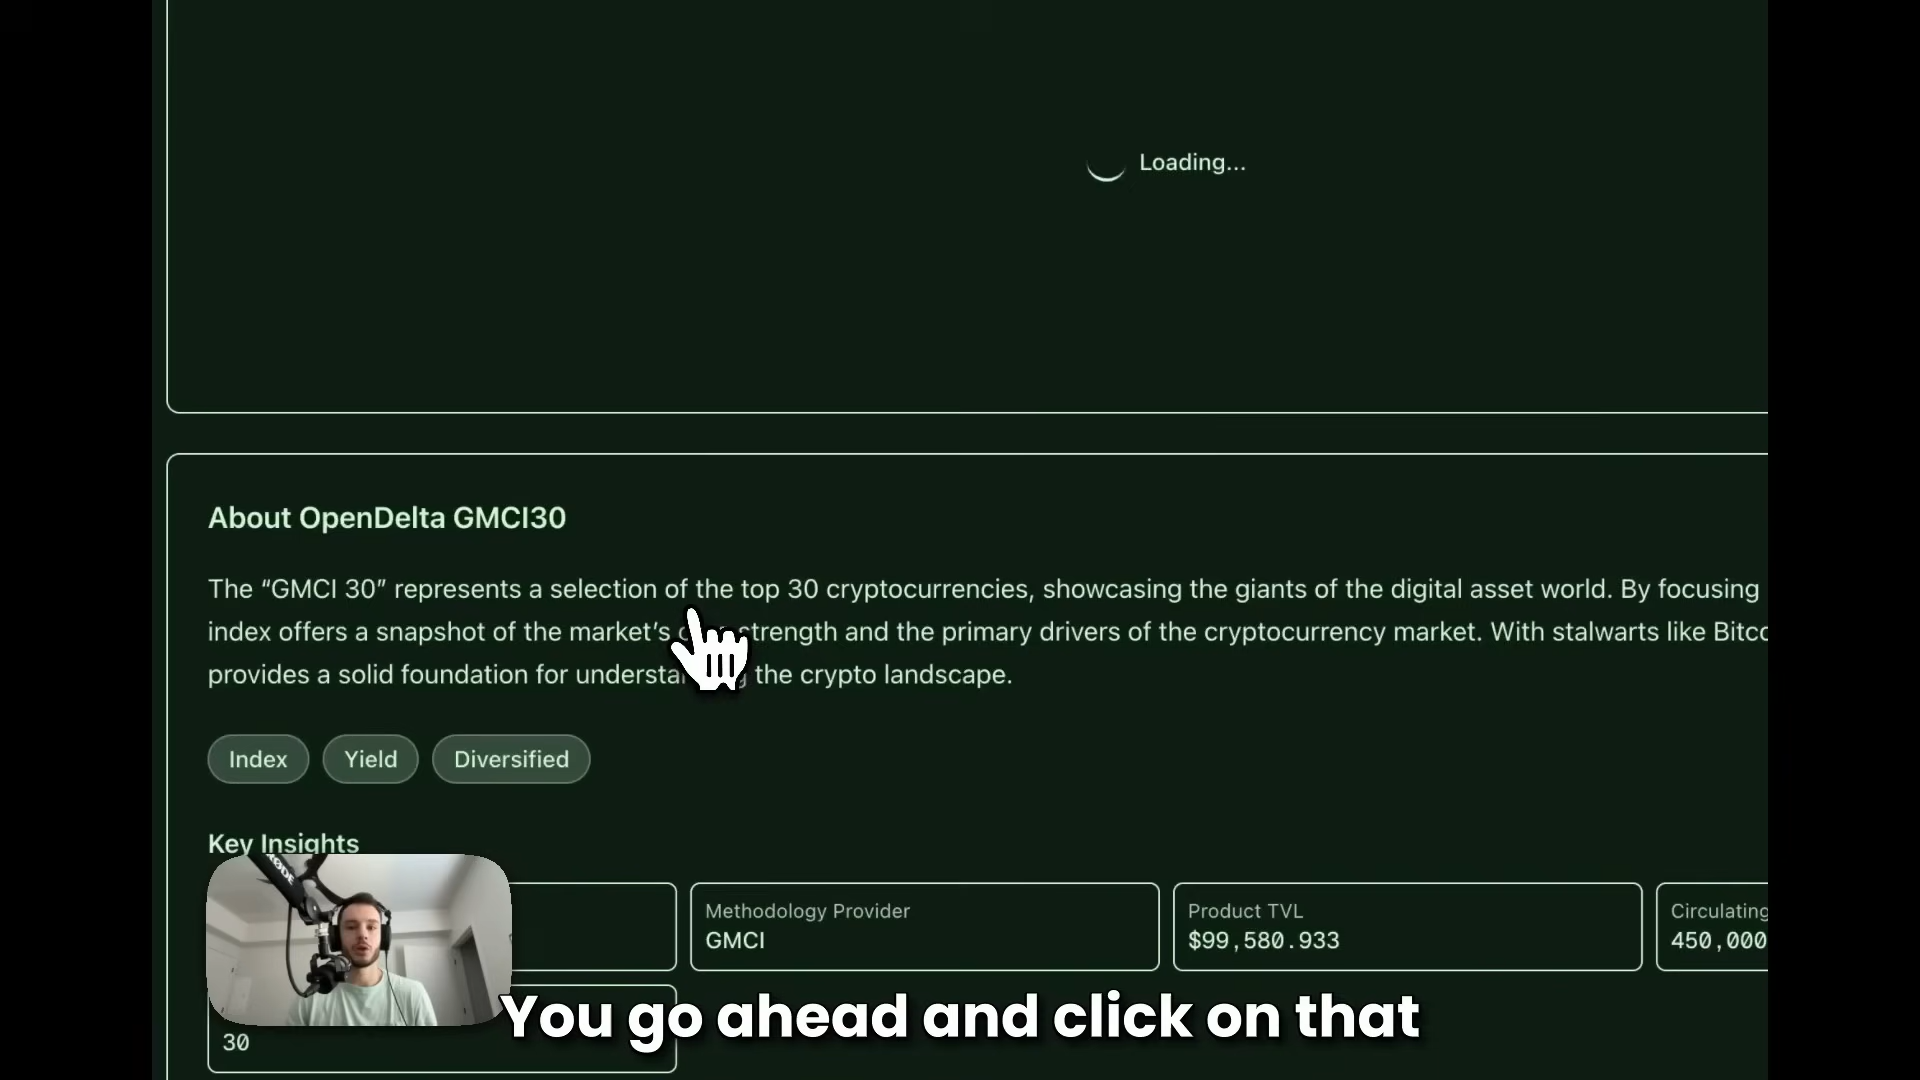 Loading...
About OpenDelta GMCI30
The “GMCI 30” represents a selection of the top 30 cryptocurrencies, showcasing the giants of the digital asset world. By focusing
index offers a snapshot of the market’s strength and the primary drivers of the cryptocurrency market. With stalwarts like Bitco
provides a solid foundation for understa the crypto landscape.
Index Yield Diversified
Key Insights
RØDE
Methodology Provider
GMCI
Product TVL
$99,580.933
Circulating
450,000
30
You go ahead and click on that